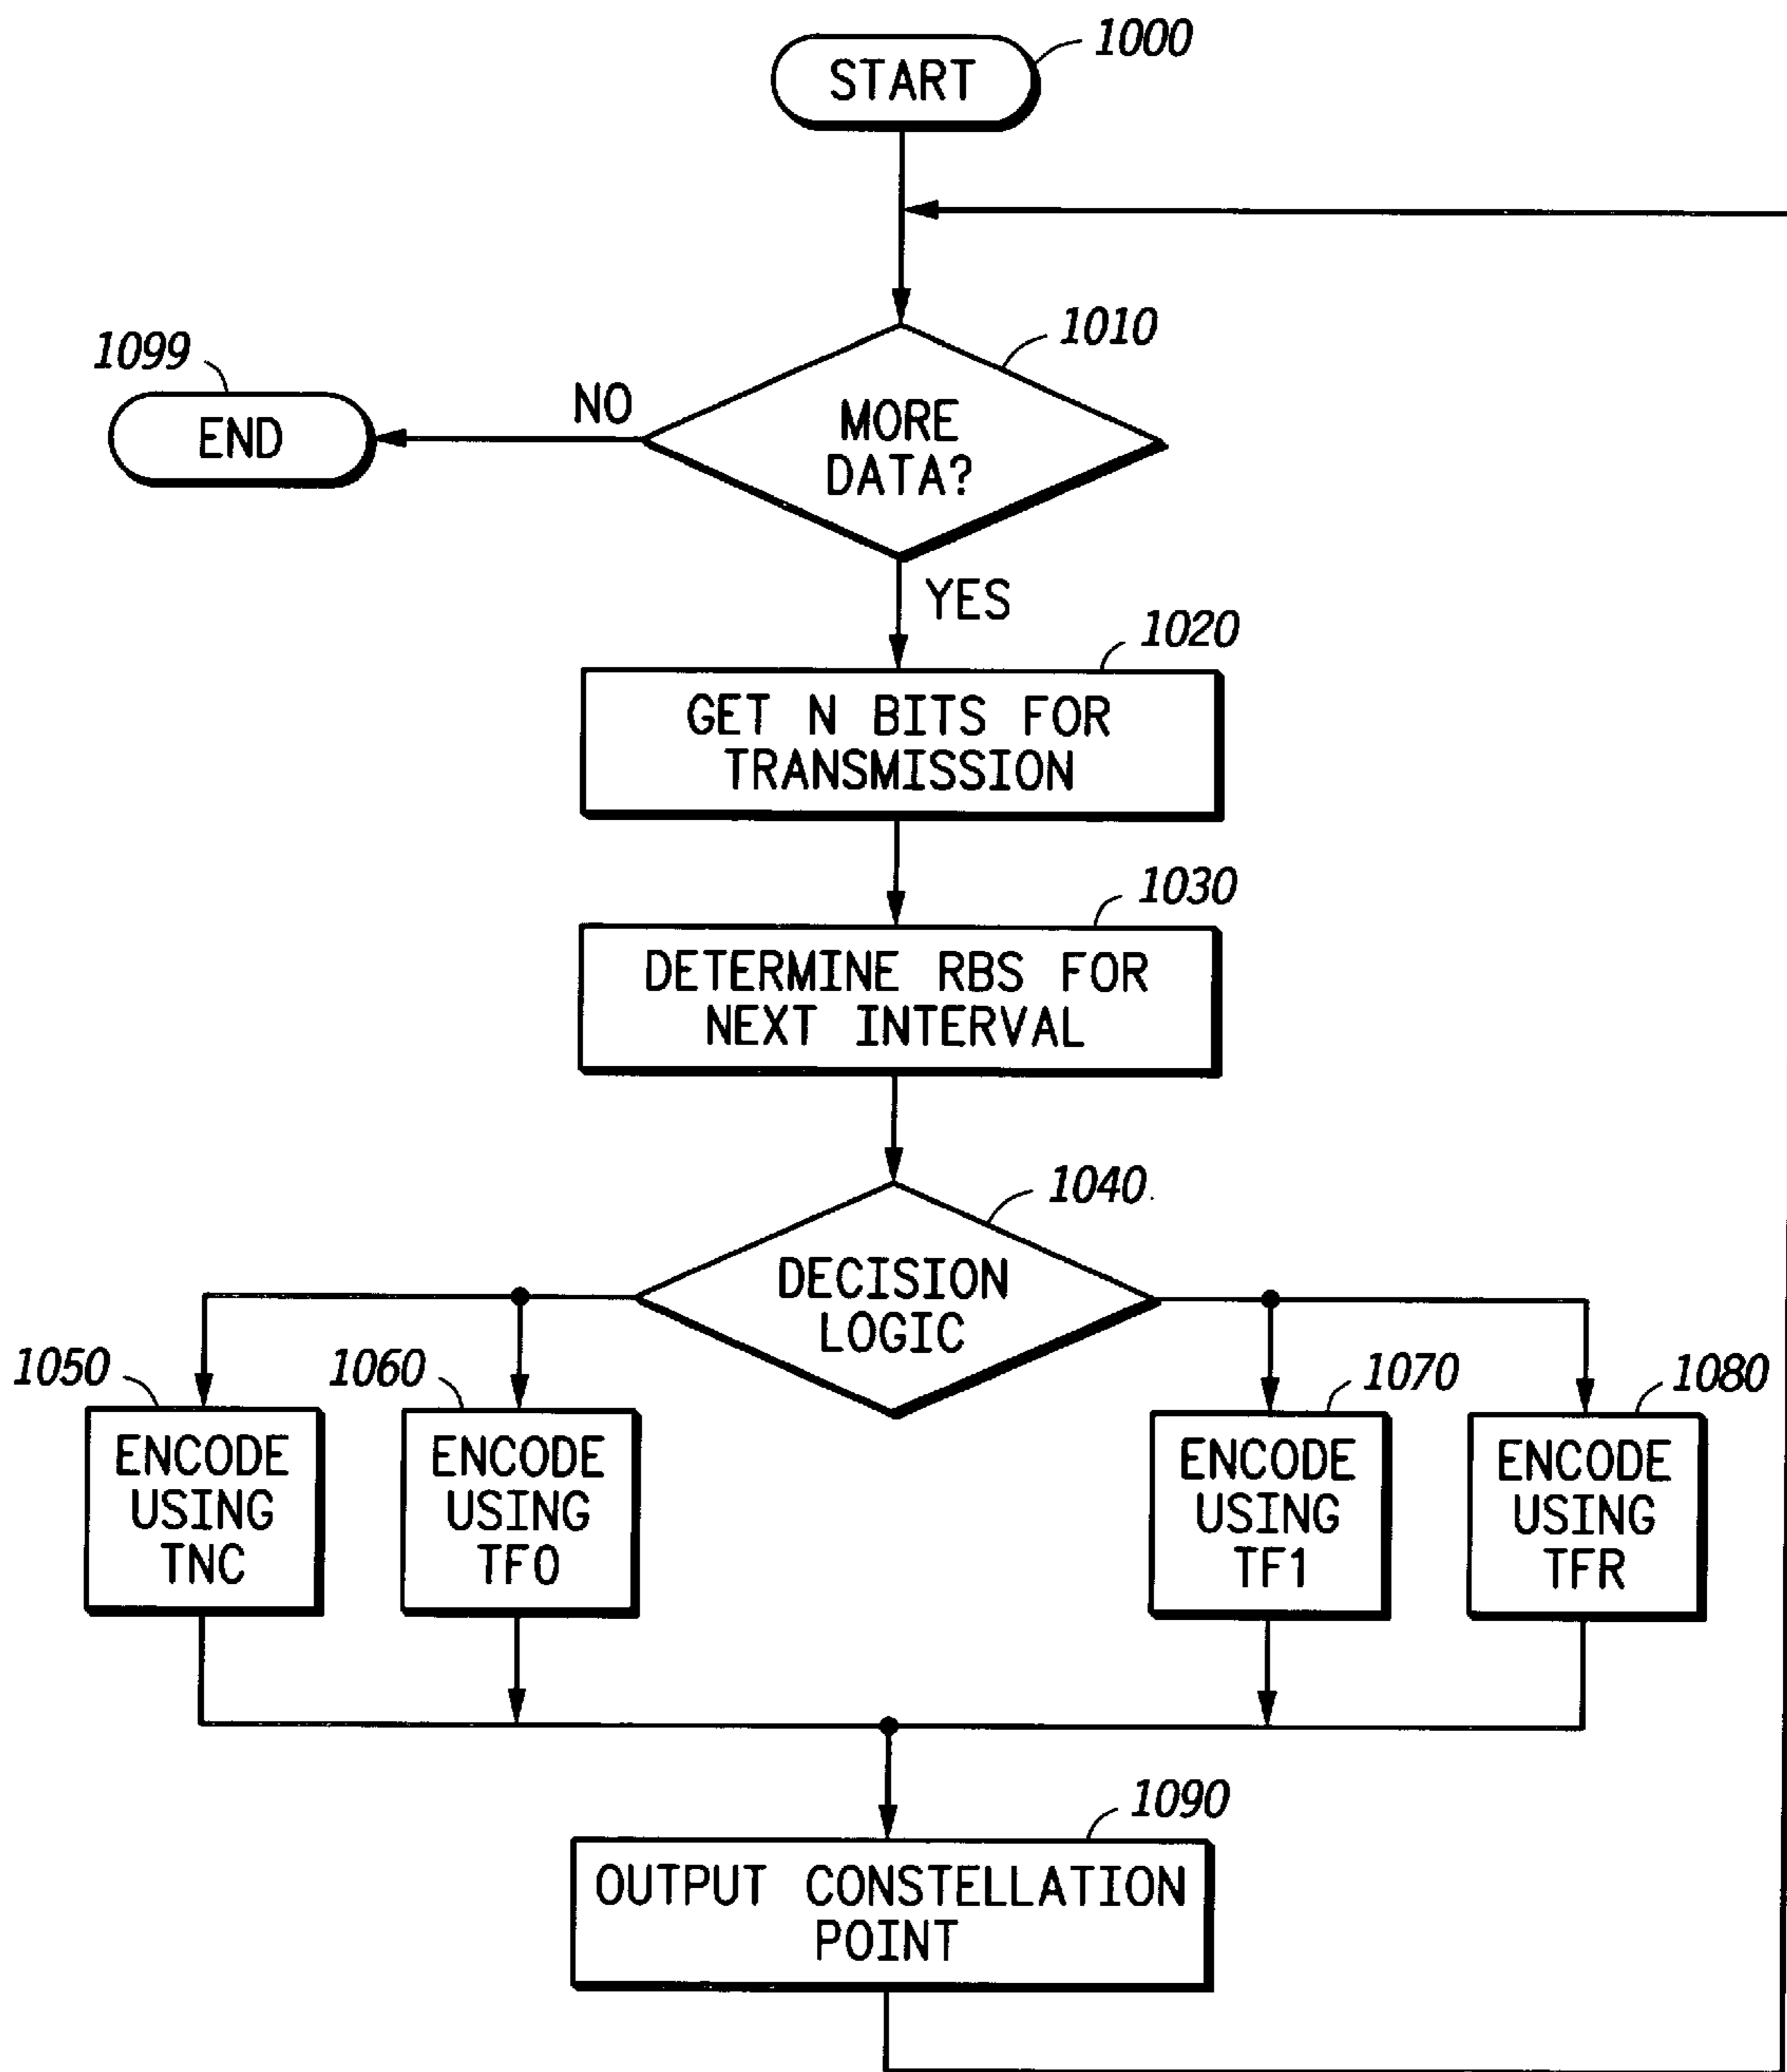 1000
START
1010
1099
NO
END
MORE
DATA?
YES
1020
GET N BITS FOR
TRANSMISSION
1030
DETERMINE RBS FOR
NEXT INTERVAL
1040
DECISION
LOGIC
1050
1060
1070
1080
ENCODE
USING
TNC
ENCODE
USING
TF0
ENCODE
USING
TF1
ENCODE
USING
TFR
1090
OUTPUT CONSTELLATION
POINT